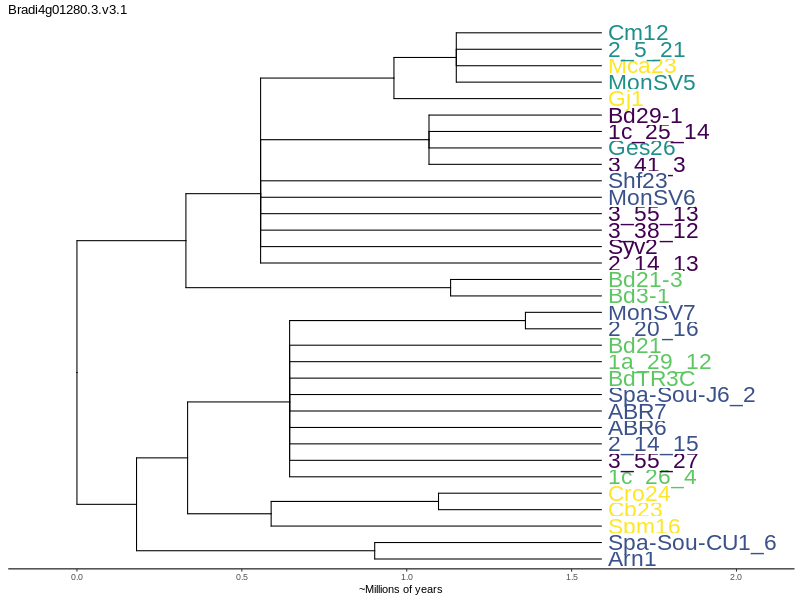 Bradi4g01280.3.v3.1
Cm12
2_5_21
Mca23
MonSV5
Gj1
Bd29-1
1c_25_14
Ges26
3_41_3
Shf23
MonSV6
3_55_13
3_38_12
Syv2
2_14_13
Bd21-3
Bd3-1
MonSV7
2_20_16
Bd21
1a_29_12
BdTR3C
Spa-Sou-J6_2
ABR7
ABR6
2_14_15
3_55_27
1c_26_4
Cro24
Cb23
Spm16
Spa-Sou-CU1_6
Arn1
0.0 0.5 1.0 1.5 2.0
~Millions of years